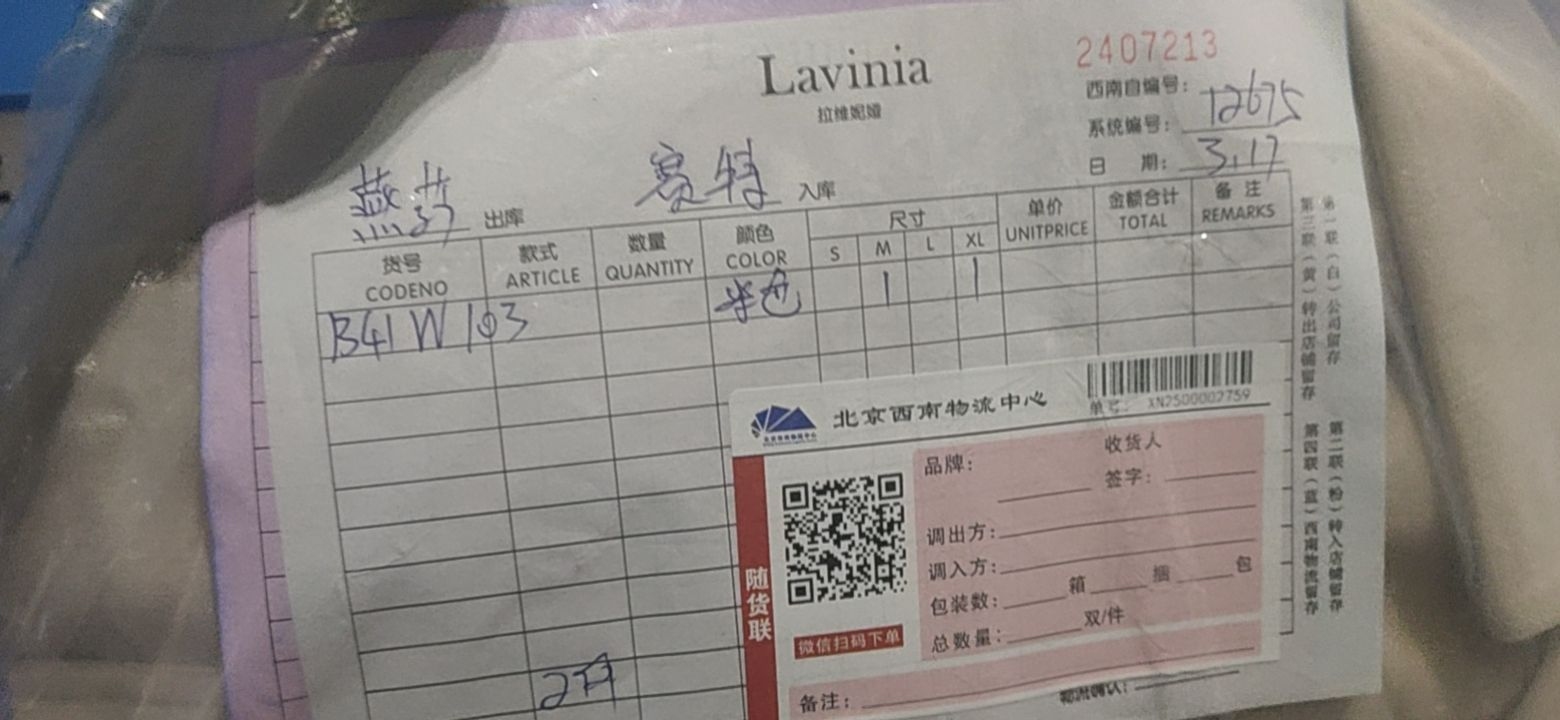 Lavinia
拉维妮娅
2407213
西南自编号：
系统编号： T2675
日 期： 3.17
燕莎 出库 赛特 入库
货号 款式 数量 颜色 尺寸 单价 金额合计 备注
CODENO ARTICLE QUANTITY COLOR S M L XL UNITPRICE TOTAL REMARKS
B41W103 米色 1 1
第一联（白）公司留存
第三联（黄）转出店铺留存
第二联（粉）转入店铺留存
第四联（蓝）西南物流留存
北京西南物流中心
单号： XN2500002759
随货联
微信扫码下单
品牌： 收货人
签字：
调出方：
调入方：
包装数： 箱 捆 包
总数量： 双/件
备注：
物流确认：